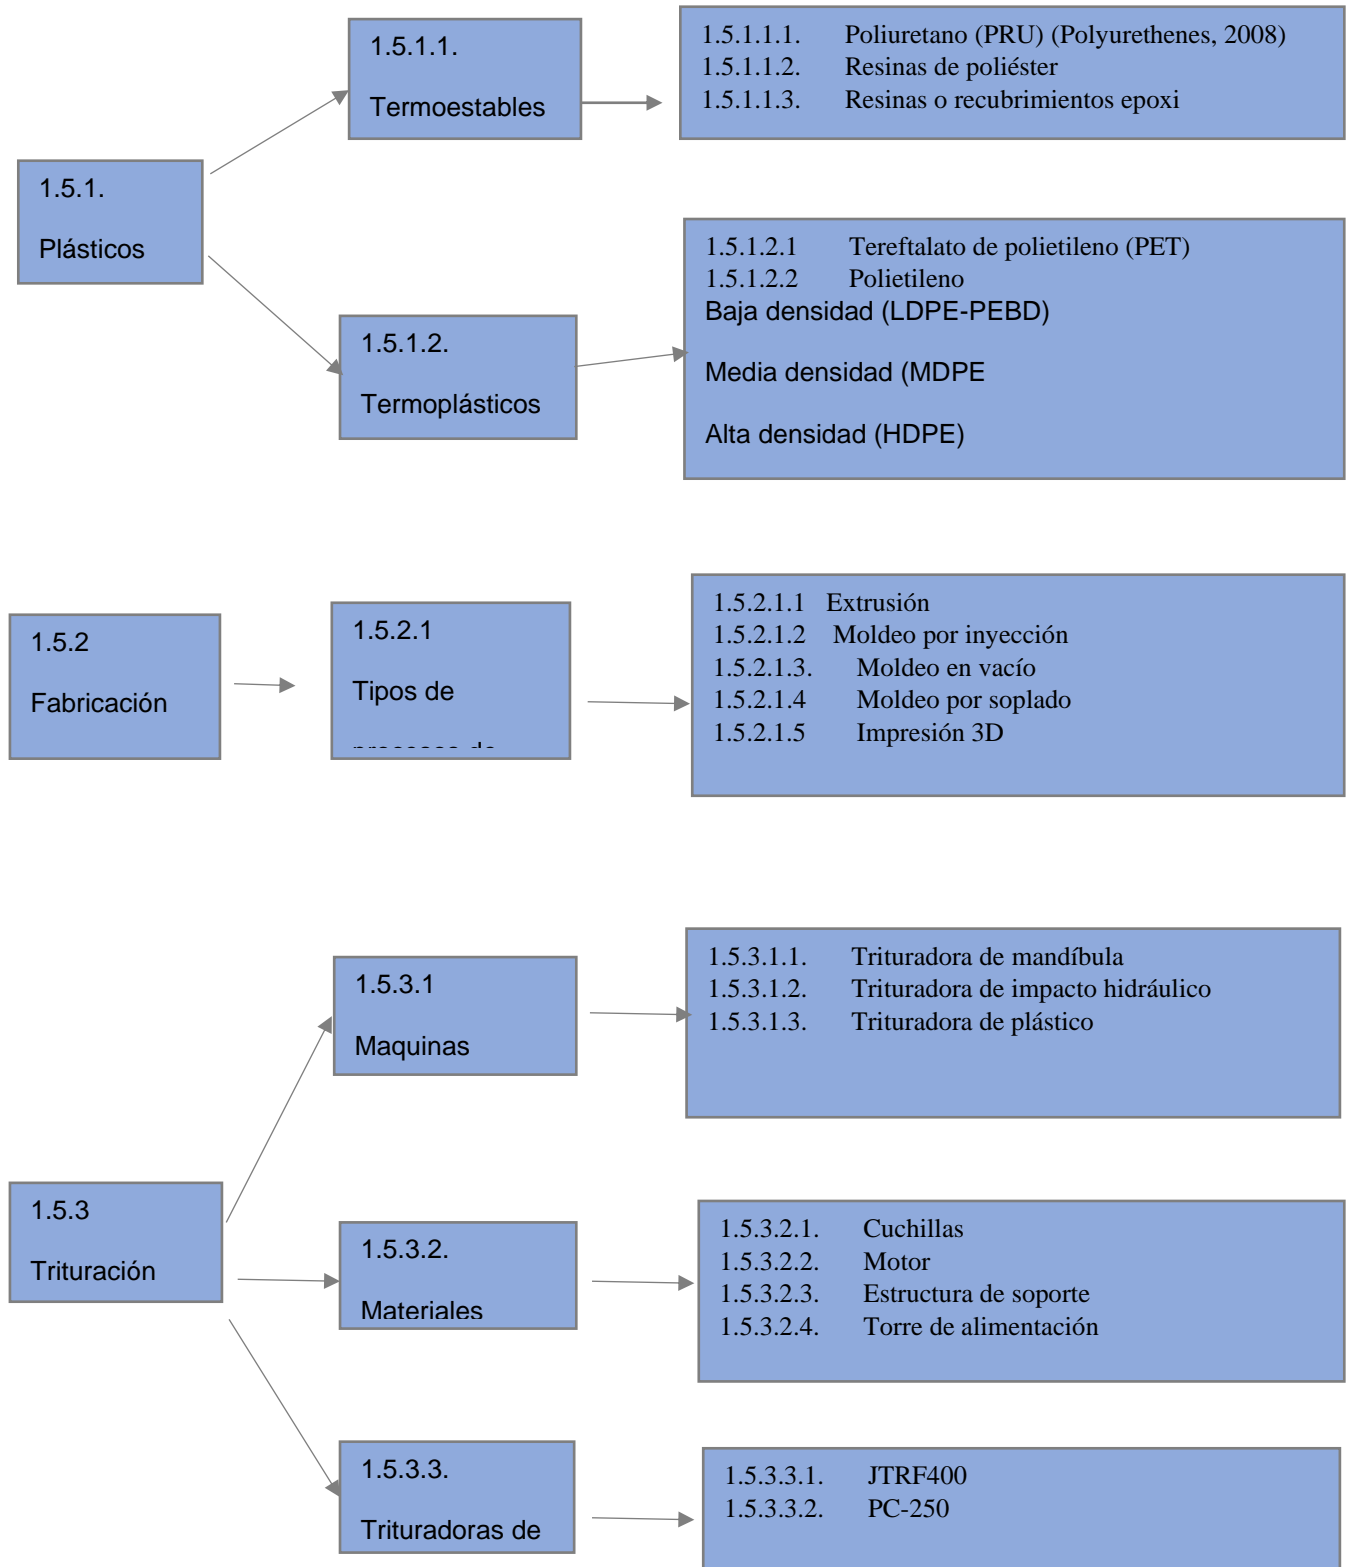 1.5.1.
Plásticos
1.5.1.1.
Termoestables
1.5.1.1.1. Poliuretano (PRU) (Polyurethenes, 2008)
1.5.1.1.2. Resinas de poliéster
1.5.1.1.3. Resinas o recubrimientos epoxi
1.5.1.2.
Termoplásticos
1.5.1.2.1 Tereftalato de polietileno (PET)
1.5.1.2.2 Polietileno
Baja densidad (LDPE-PEBD)
Media densidad (MDPE
Alta densidad (HDPE)
1.5.2
Fabricación
1.5.2.1
Tipos de
1.5.2.1.1 Extrusión
1.5.2.1.2 Moldeo por inyección
1.5.2.1.3. Moldeo en vacío
1.5.2.1.4 Moldeo por soplado
1.5.2.1.5 Impresión 3D
1.5.3
Trituración
1.5.3.1
Maquinas
1.5.3.1.1. Trituradora de mandíbula
1.5.3.1.2. Trituradora de impacto hidráulico
1.5.3.1.3. Trituradora de plástico
1.5.3.2.
Materiales
1.5.3.2.1. Cuchillas
1.5.3.2.2. Motor
1.5.3.2.3. Estructura de soporte
1.5.3.2.4. Torre de alimentación
1.5.3.3.
Trituradoras de
1.5.3.3.1. JTRF400
1.5.3.3.2. PC-250